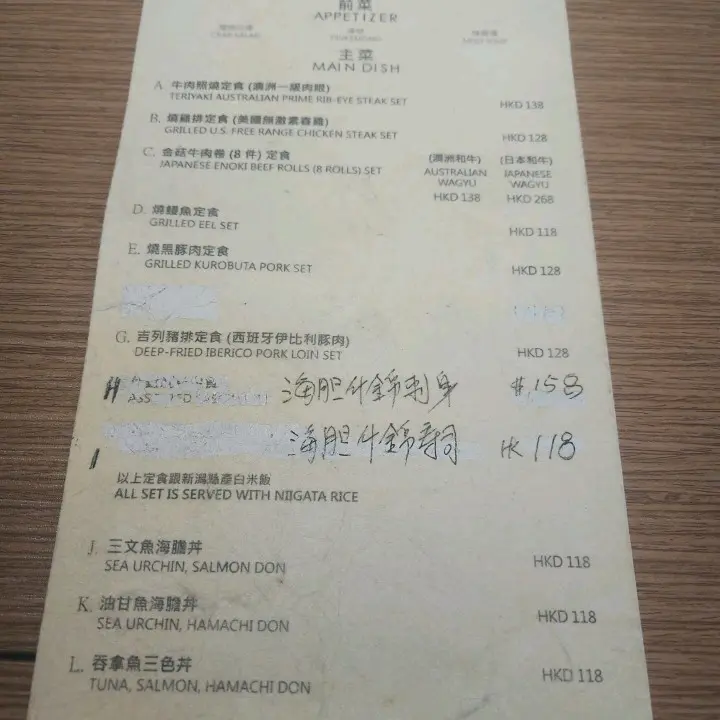 前菜
APPETIZER
主菜
MAIN DISH
A. 牛肉照燒定食 (澳洲一級肉眼)
TERIYAKI AUSTRALIAN PRIME RIB-EYE STEAK SET
HKD 138
B. 燒雞排定食 (美國無激素春雞)
GRILLED U.S. FREE RANGE CHICKEN STEAK SET
HKD 128
C. 金菇牛肉卷 (8 件) 定食
JAPANESE ENOKI BEEF ROLLS (8 ROLLS) SET
(澳洲和牛) (日本和牛)
AUSTRALIAN JAPANESE
WAGYU WAGYU
HKD 138 HKD 268
D. 燒鰻魚定食
GRILLED EEL SET
HKD 118
E. 燒黑豚肉定食
GRILLED KUROBUTA PORK SET
HKD 128
G. 吉列豬排定食 (西班牙伊比利豚肉)
DEEP-FRIED IBERICO PORK LOIN SET
HKD 128
H 海胆什錦刺身 $158
I 海胆什錦壽司 HK 118
以上定食跟新潟縣產白米飯
ALL SET IS SERVED WITH NIIGATA RICE
J. 三文魚海膽丼
SEA URCHIN, SALMON DON
HKD 118
K. 油甘魚海膽丼
SEA URCHIN, HAMACHI DON
HKD 118
L. 吞拿魚三色丼
TUNA, SALMON, HAMACHI DON
HKD 118